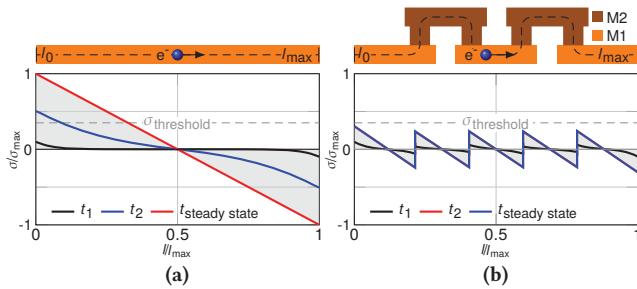 M2
M1
l0 e- lmax
l0 e- lmax
1
σthreshold
0
-1
σ/σmax
t1 t2 tsteady state
0 0.5 1
l/lmax
(a)
1
σthreshold
0
-1
σ/σmax
t1 t2 tsteady state
0 0.5 1
l/lmax
(b)